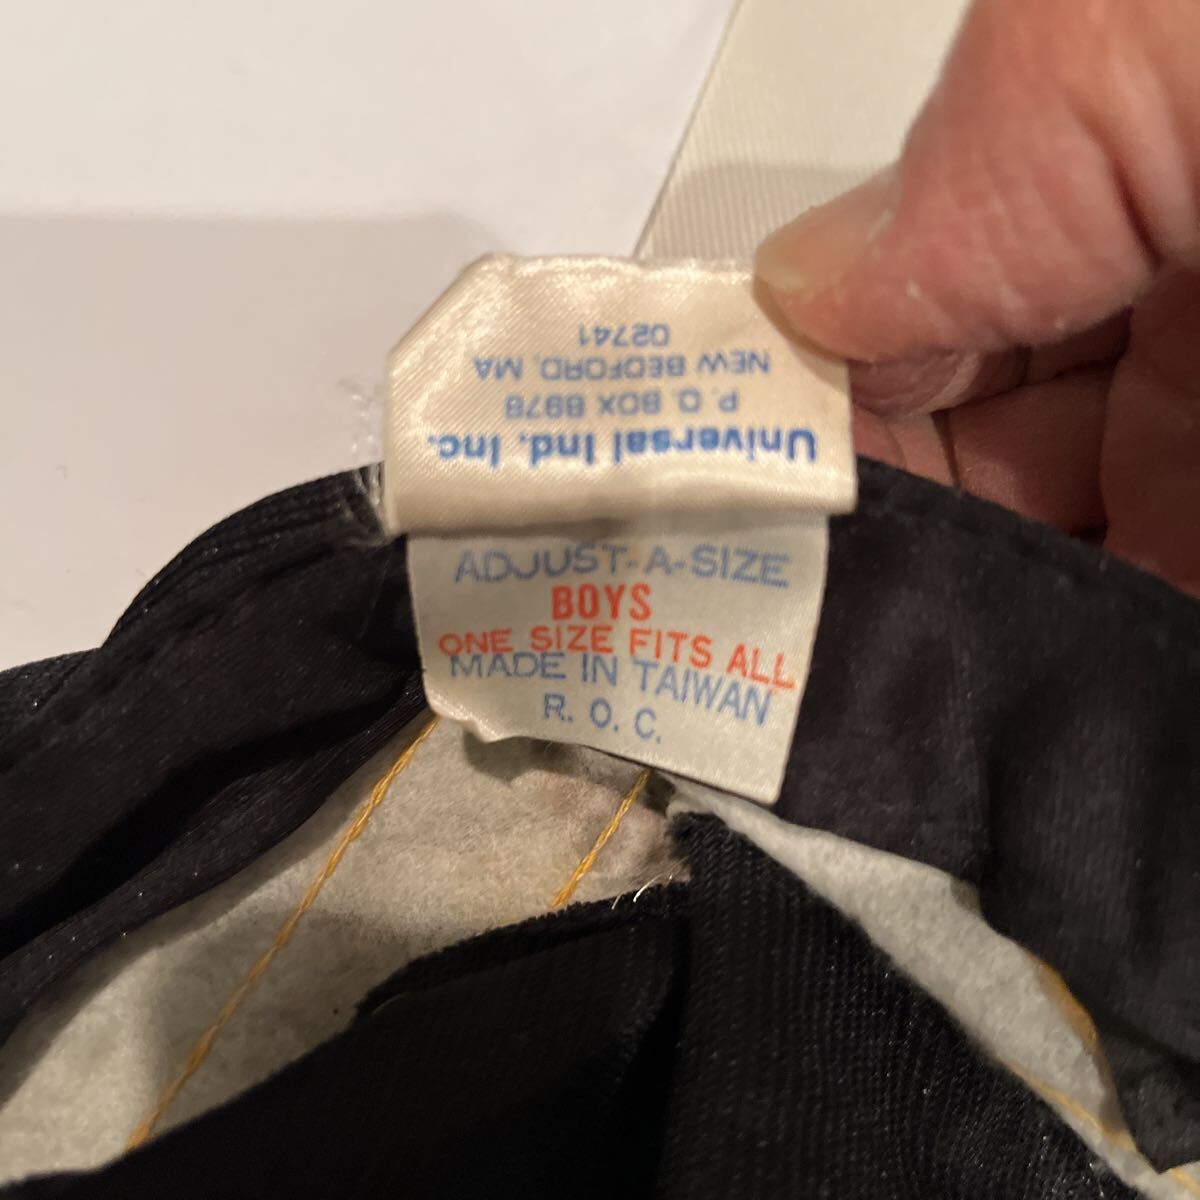 Universal Ind. Inc.
P. O. BOX 8978
NEW BEDFORD, MA
02741
ADJUST-A-SIZE
BOYS
ONE SIZE FITS ALL
MADE IN TAIWAN
R. O. C.